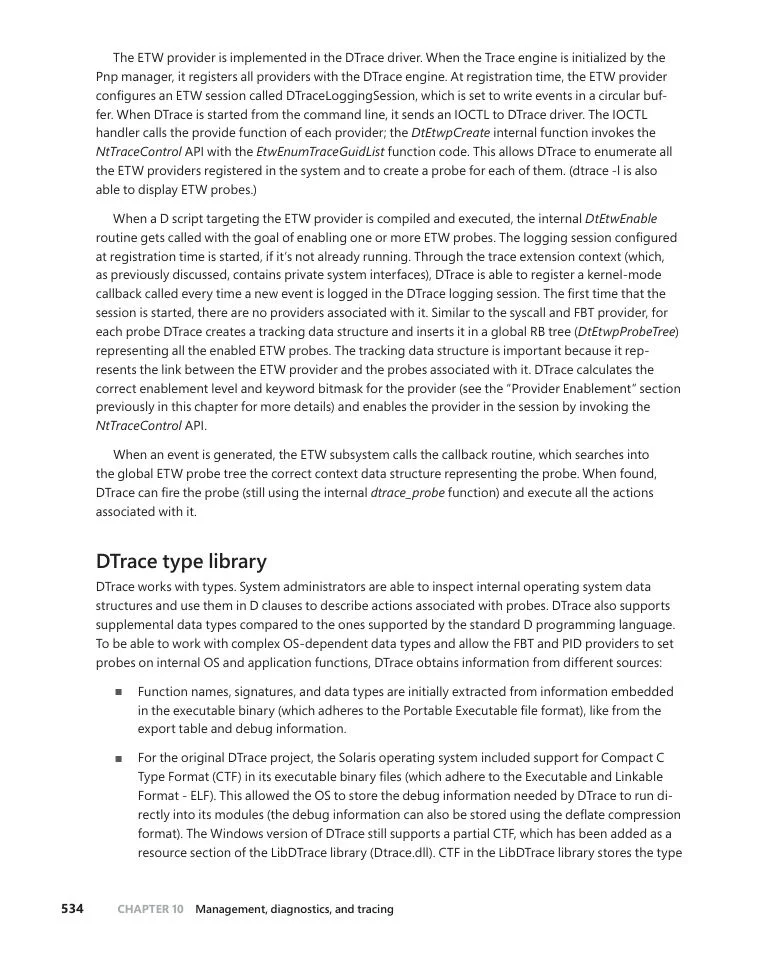 The ETW provider is implemented in the DTrace driver. When the Trace engine is initialized by the
Pnp manager, it registers all providers with the DTrace engine. At registration time, the ETW provider
configures an ETW session called DTraceLoggingSession, which is set to write events in a circular buf-
fer. When DTrace is started from the command line, it sends an IOCTL to DTrace driver. The IOCTL
handler calls the provide function of each provider; the DtEtwpCreate internal function invokes the
NtTraceControl API with the EtwEnumTraceGuidList function code. This allows DTrace to enumerate all
the ETW providers registered in the system and to create a probe for each of them. (dtrace -l is also
able to display ETW probes.)
When a D script targeting the ETW provider is compiled and executed, the internal DtEtwEnable
routine gets called with the goal of enabling one or more ETW probes. The logging session configured
at registration time is started, if it's not already running. Through the trace extension context (which,
as previously discussed, contains private system interfaces), DTrace is able to register a kernel-mode
callback called every time a new event is logged in the DTrace logging session. The first time that the
session is started, there are no providers associated with it. Similar to the syscall and FBT provider, for
each probe DTrace creates a tracking data structure and inserts it in a global RB tree (DtEtwpProbeTree)
representing all the enabled ETW probes. The tracking data structure is important because it rep-
resents the link between the ETW provider and the probes associated with it. DTrace calculates the
correct enablement level and keyword bitmask for the provider (see the “Provider Enablement” section
previously in this chapter for more details) and enables the provider in the session by invoking the
NtTraceControl API.
When an event is generated, the ETW subsystem calls the callback routine, which searches into
the global ETW probe tree the correct context data structure representing the probe. When found,
DTrace can fire the probe (still using the internal dtrace_probe function) and execute all the actions
associated with it.
DTrace type library
DTrace works with types. System administrators are able to inspect internal operating system data
structures and use them in D clauses to describe actions associated with probes. DTrace also supports
supplemental data types compared to the ones supported by the standard D programming language.
To be able to work with complex OS-dependent data types and allow the FBT and PID providers to set
probes on internal OS and application functions, DTrace obtains information from different sources:
■ Function names, signatures, and data types are initially extracted from information embedded
in the executable binary (which adheres to the Portable Executable file format), like from the
export table and debug information.
■ For the original DTrace project, the Solaris operating system included support for Compact C
Type Format (CTF) in its executable binary files (which adhere to the Executable and Linkable
Format - ELF). This allowed the OS to store the debug information needed by DTrace to run di-
rectly into its modules (the debug information can also be stored using the deflate compression
format). The Windows version of DTrace still supports a partial CTF, which has been added as a
resource section of the LibDTrace library (Dtrace.dll). CTF in the LibDTrace library stores the type
534 CHAPTER 10 Management, diagnostics, and tracing